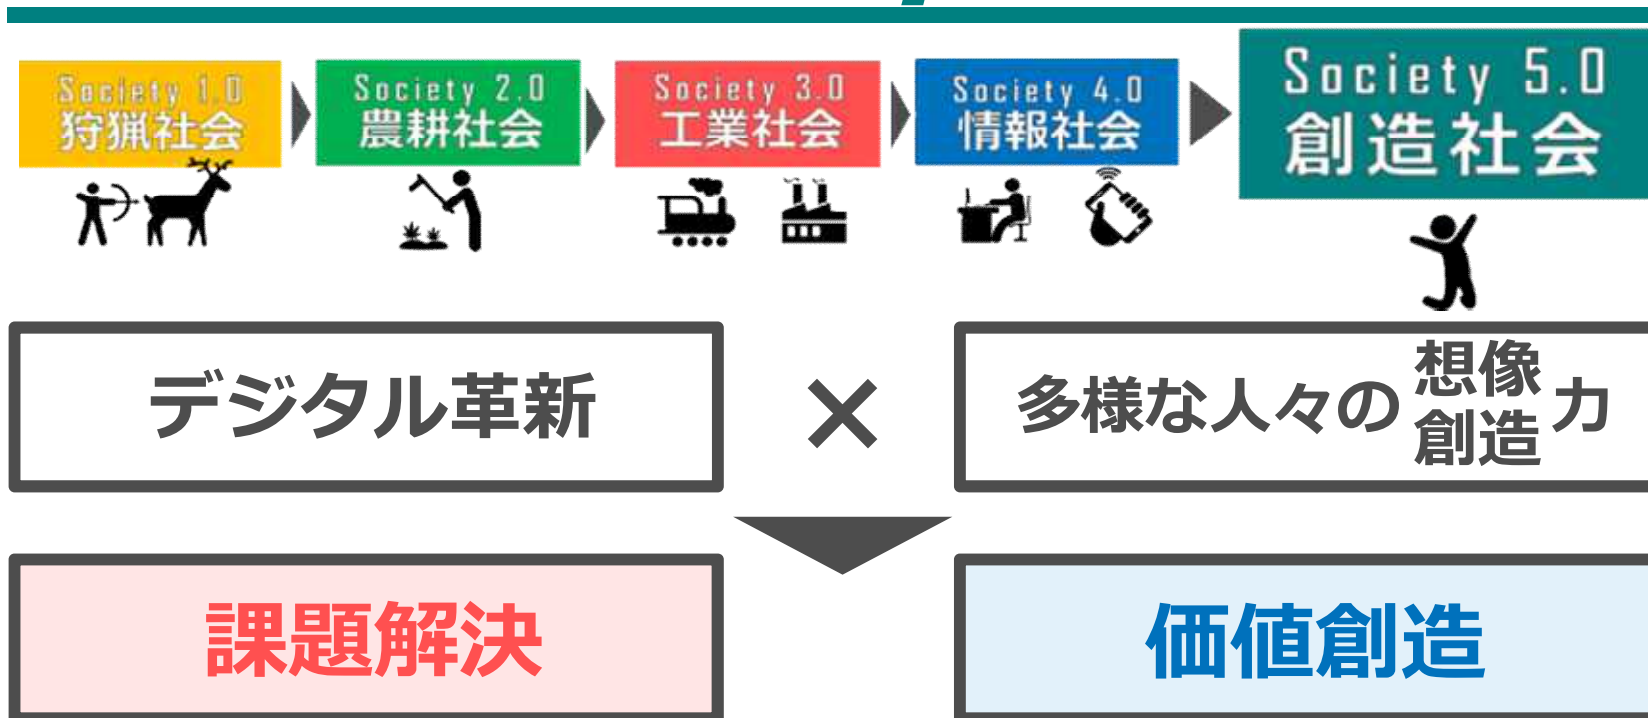 Society 1.0
狩猟社会
Society 2.0
農耕社会
Society 3.0
工業社会
Society 4.0
情報社会
Society 5.0
創造社会
デジタル革新
×
多様な人々の想像創造力
課題解決
価値創造